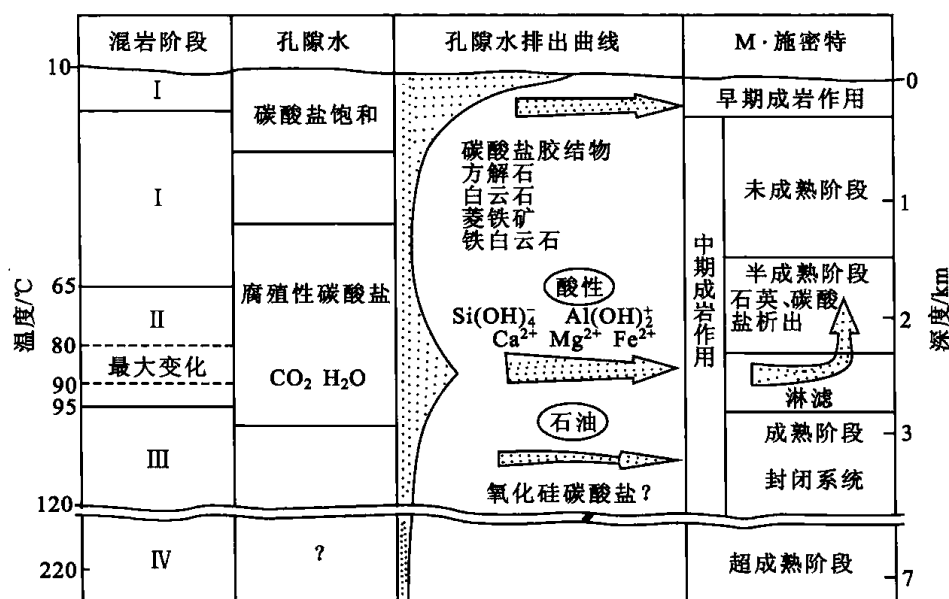 混岩阶段
孔隙水
孔隙水排出曲线
M·施密特
10
0
I
碳酸盐饱和
早期成岩作用
碳酸盐胶结物
方解石
白云石
菱铁矿
铁白云石
I
未成熟阶段
1
中期成岩作用
65
腐殖性碳酸盐
酸性
半成熟阶段
石英、碳酸
盐析出
温度/℃
深度/km
II
Si(OH)₄⁻ Al(OH)₂⁺
2
Ca²⁺ Mg²⁺ Fe²⁺
80
最大变化
CO₂ H₂O
90
淋滤
95
石油
成熟阶段
3
III
氧化硅碳酸盐？
封闭系统
120
IV
?
超成熟阶段
220
7